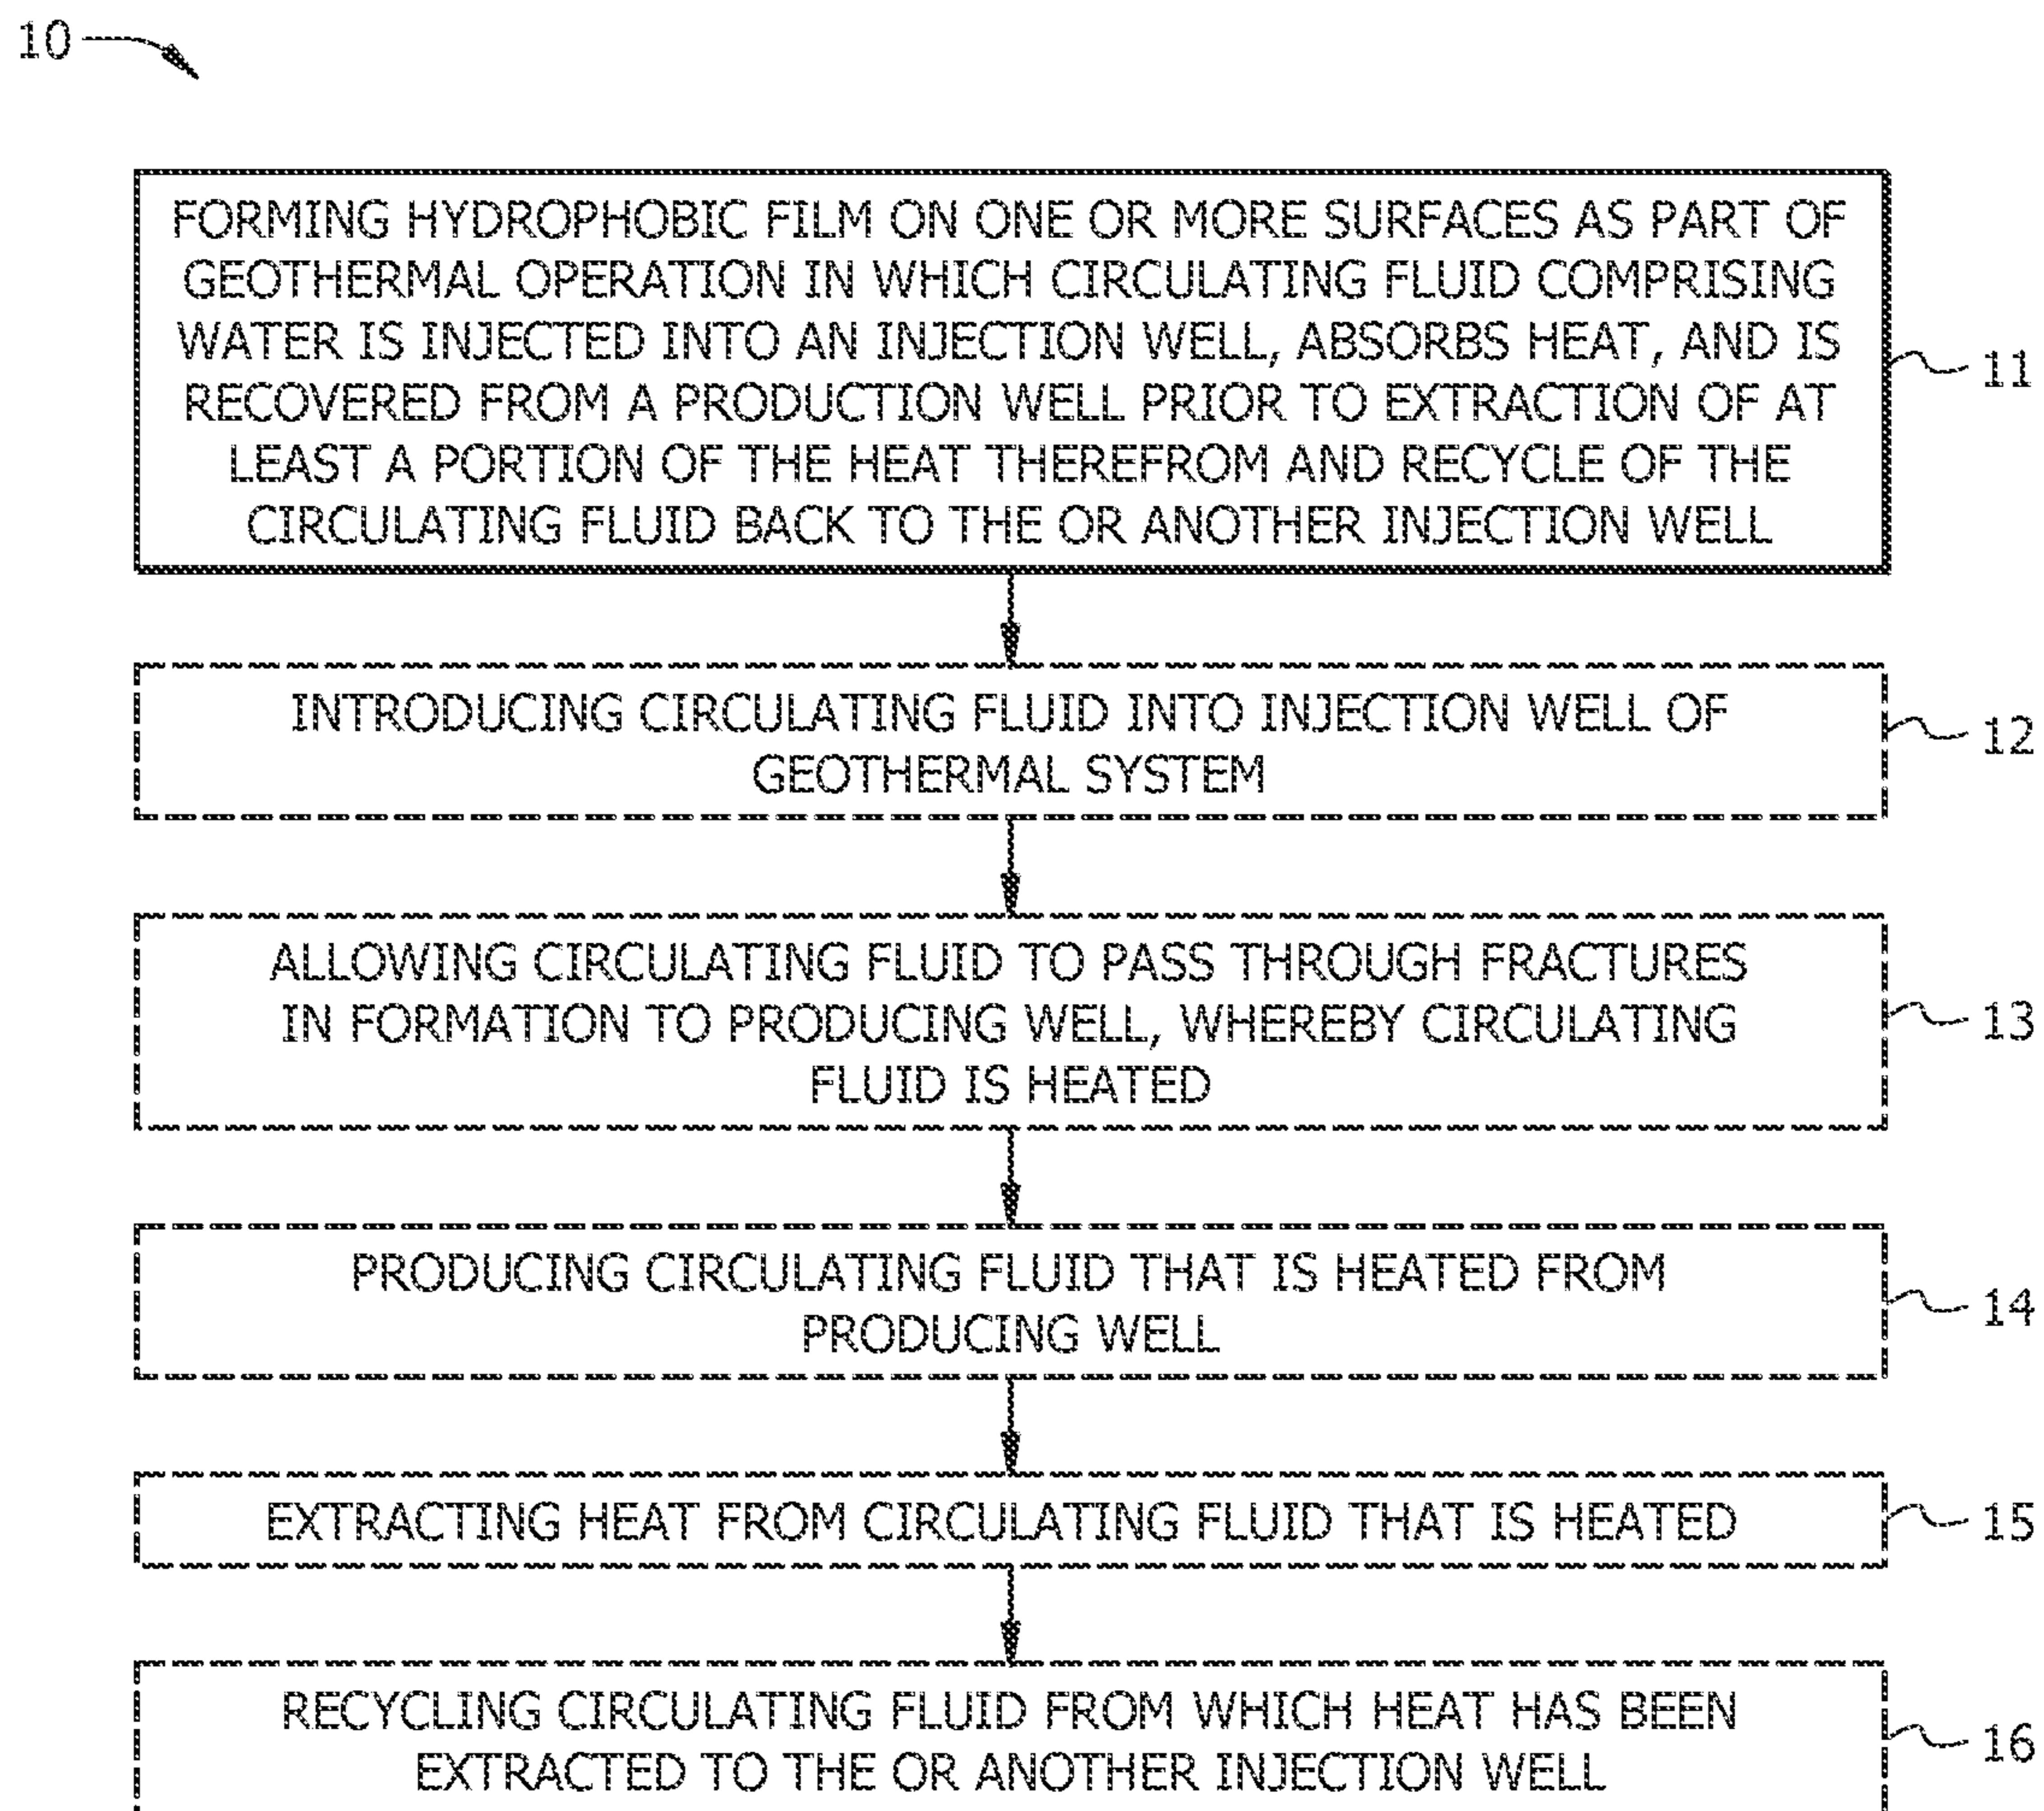 10
FORMING HYDROPHOBIC FILM ON ONE OR MORE SURFACES AS PART OF
GEOTHERMAL OPERATION IN WHICH CIRCULATING FLUID COMPRISING
WATER IS INJECTED INTO AN INJECTION WELL, ABSORBS HEAT, AND IS
RECOVERED FROM A PRODUCTION WELL PRIOR TO EXTRACTION OF AT
LEAST A PORTION OF THE HEAT THEREFROM AND RECYCLE OF THE
CIRCULATING FLUID BACK TO THE OR ANOTHER INJECTION WELL
11
INTRODUCING CIRCULATING FLUID INTO INJECTION WELL OF
GEOTHERMAL SYSTEM
12
ALLOWING CIRCULATING FLUID TO PASS THROUGH FRACTURES
IN FORMATION TO PRODUCING WELL, WHEREBY CIRCULATING
FLUID IS HEATED
13
PRODUCING CIRCULATING FLUID THAT IS HEATED FROM
PRODUCING WELL
14
EXTRACTING HEAT FROM CIRCULATING FLUID THAT IS HEATED
15
RECYCLING CIRCULATING FLUID FROM WHICH HEAT HAS BEEN
EXTRACTED TO THE OR ANOTHER INJECTION WELL
16